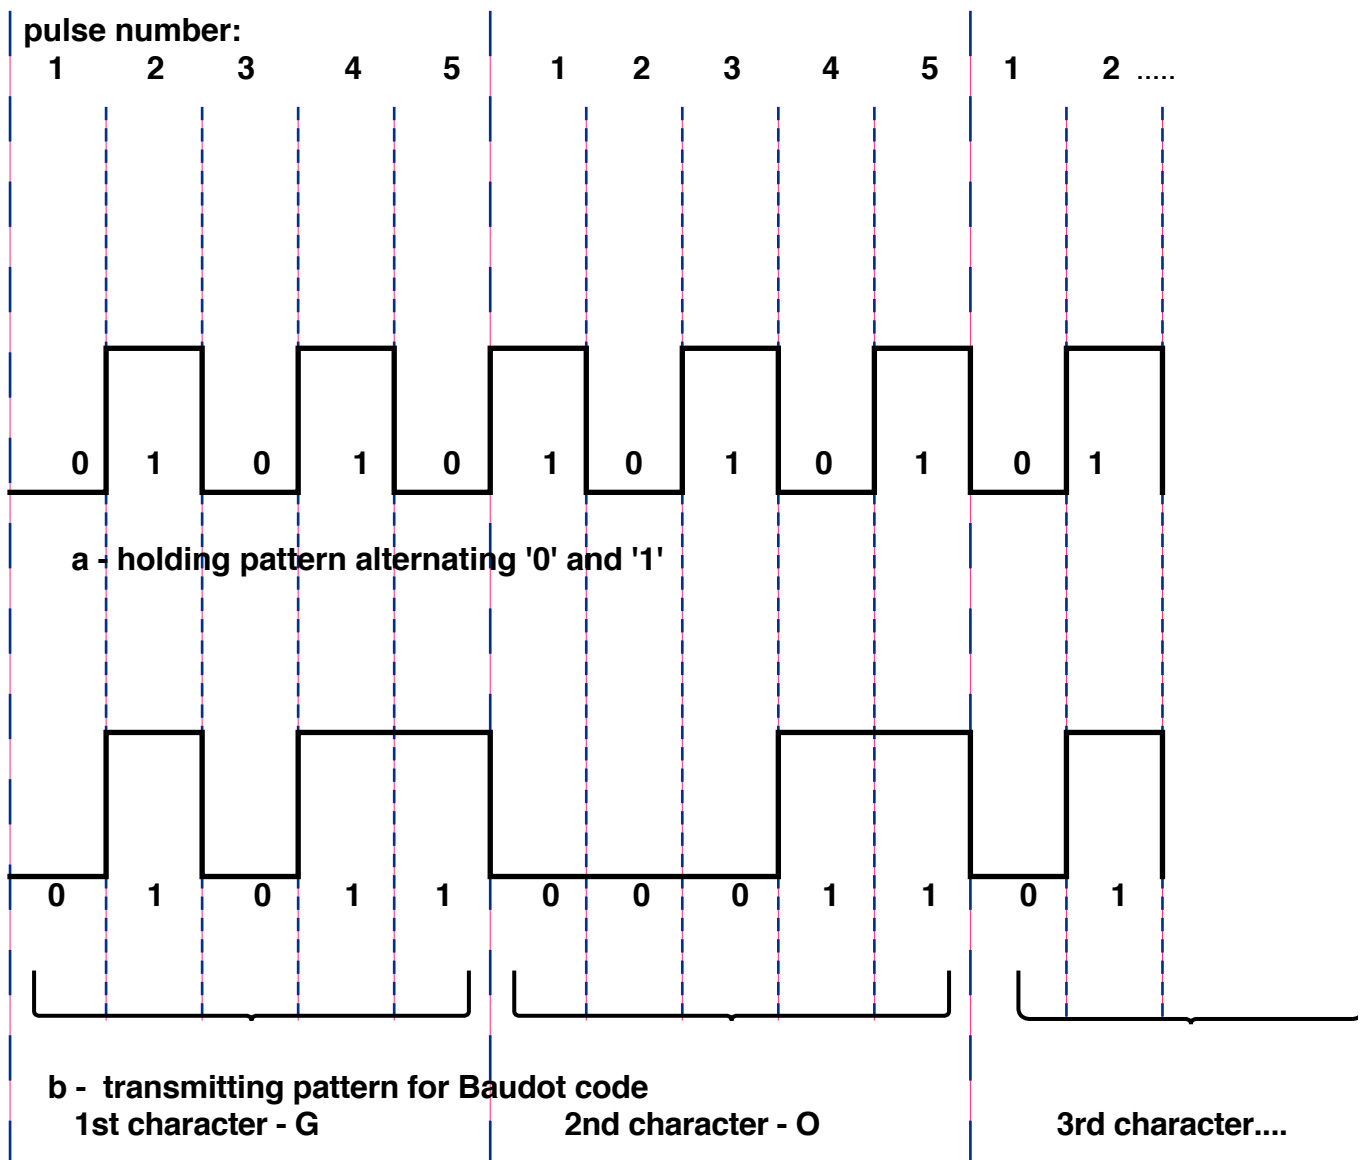 pulse number:
1 2 3 4 5 1 2 3 4 5 1 2 .....
0 1 0 1 0 1 0 1 0 1 0 1
a - holding pattern alternating '0' and '1'
0 1 0 1 1 0 0 0 1 1 0 1
b - transmitting pattern for Baudot code
1st character - G 2nd character - O 3rd character....